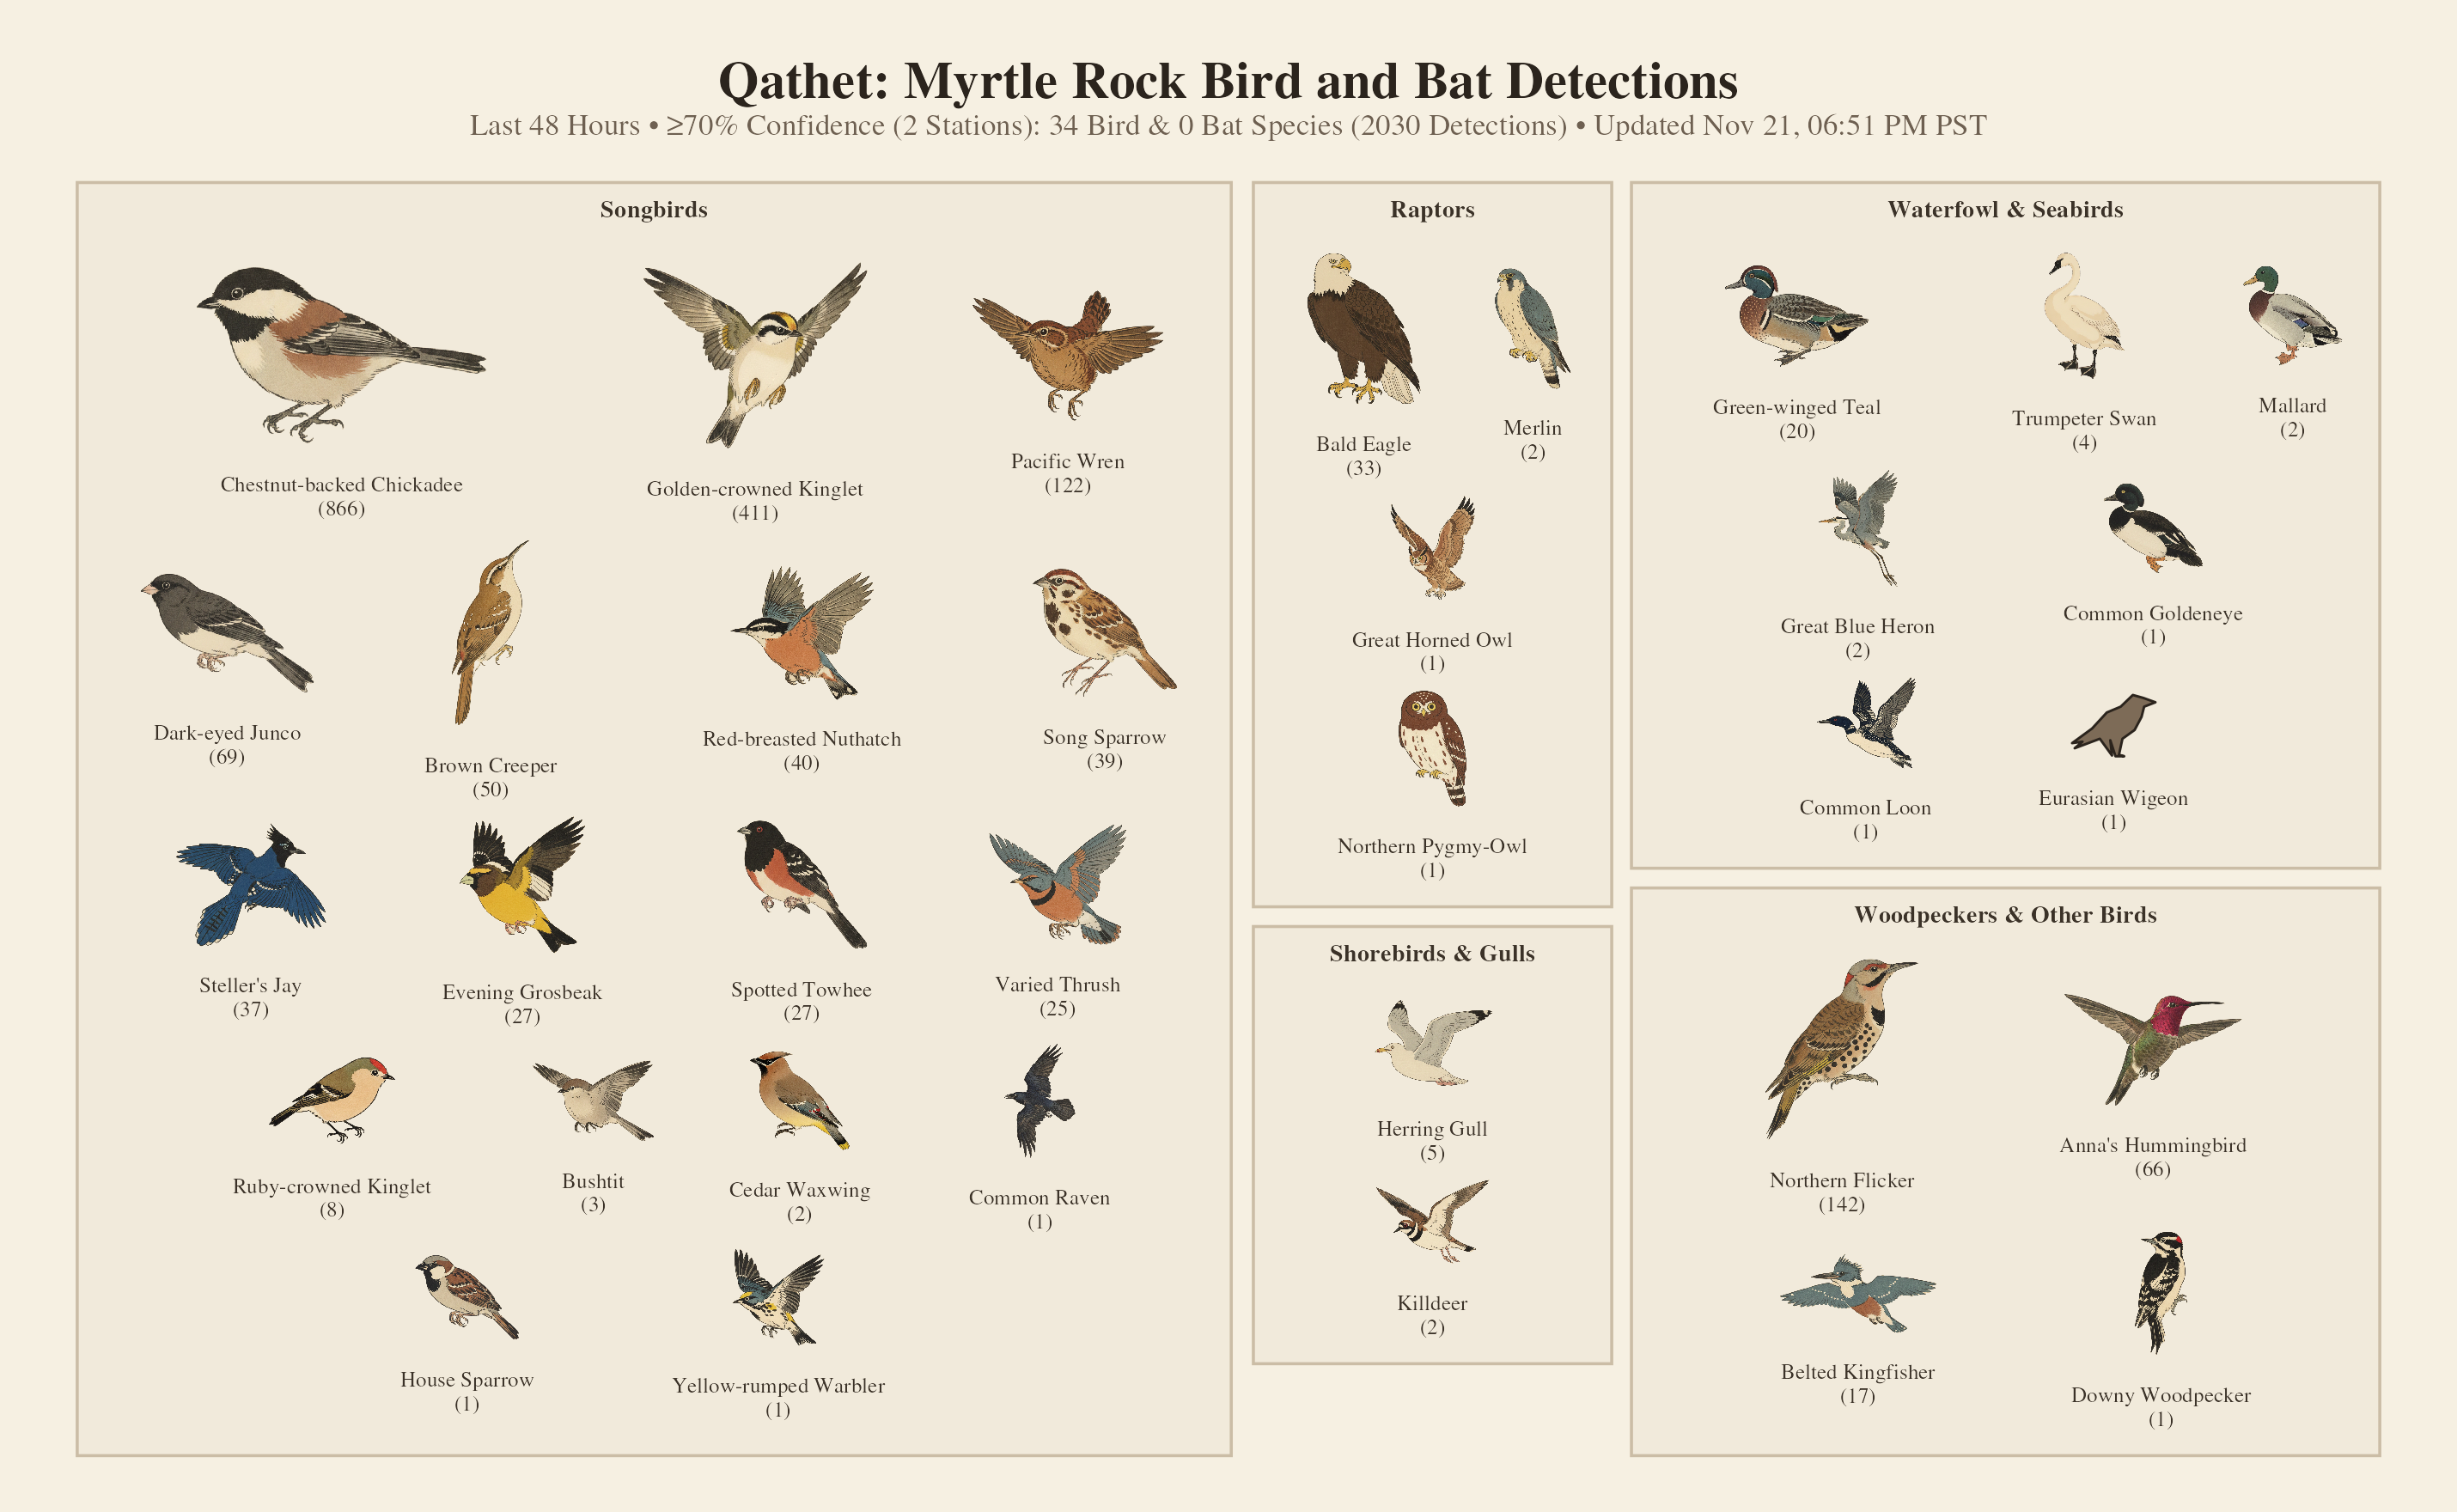 Qathet: Myrtle Rock Bird and Bat Detections
Last 48 Hours • ≥70% Confidence (2 Stations): 34 Bird & 0 Bat Species (2030 Detections) • Updated Nov 21, 06:51 PM PST
Songbirds
Chestnut-backed Chickadee
(866)
Golden-crowned Kinglet
(411)
Pacific Wren
(122)
Dark-eyed Junco
(69)
Brown Creeper
(50)
Red-breasted Nuthatch
(40)
Song Sparrow
(39)
Steller's Jay
(37)
Evening Grosbeak
(27)
Spotted Towhee
(27)
Varied Thrush
(25)
Ruby-crowned Kinglet
(8)
Bushtit
(3)
Cedar Waxwing
(2)
Common Raven
(1)
House Sparrow
(1)
Yellow-rumped Warbler
(1)
Raptors
Bald Eagle
(33)
Merlin
(2)
Great Horned Owl
(1)
Northern Pygmy-Owl
(1)
Shorebirds & Gulls
Herring Gull
(5)
Killdeer
(2)
Waterfowl & Seabirds
Green-winged Teal
(20)
Trumpeter Swan
(4)
Mallard
(2)
Great Blue Heron
(2)
Common Goldeneye
(1)
Common Loon
(1)
Eurasian Wigeon
(1)
Woodpeckers & Other Birds
Northern Flicker
(142)
Anna's Hummingbird
(66)
Belted Kingfisher
(17)
Downy Woodpecker
(1)